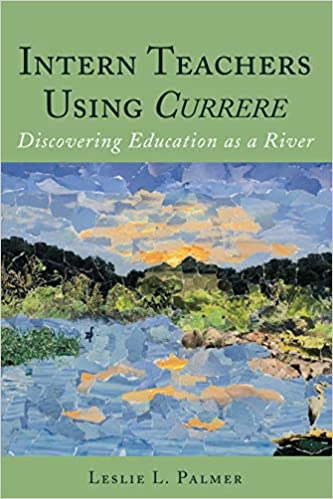 Intern Teachers
Using Currere
Discovering Education as a River
Leslie L. Palmer